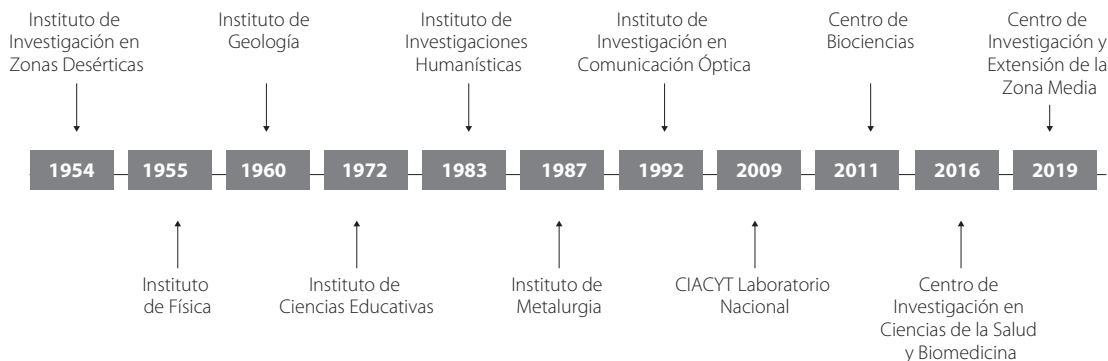 Instituto de
Investigación en
Zonas Desérticas
Instituto de
Geología
Instituto de
Investigaciones
Humanísticas
Instituto de
Investigación en
Comunicación Óptica
Centro de
Biociencias
Centro de
Investigación y
Extensión de la
Zona Media
1954
1955
1960
1972
1983
1987
1992
2009
2011
2016
2019
Instituto
de Física
Instituto de
Ciencias Educativas
Instituto de
Metalurgia
CIACYT Laboratorio
Nacional
Centro de
Investigación en
Ciencias de la Salud
y Biomedicina